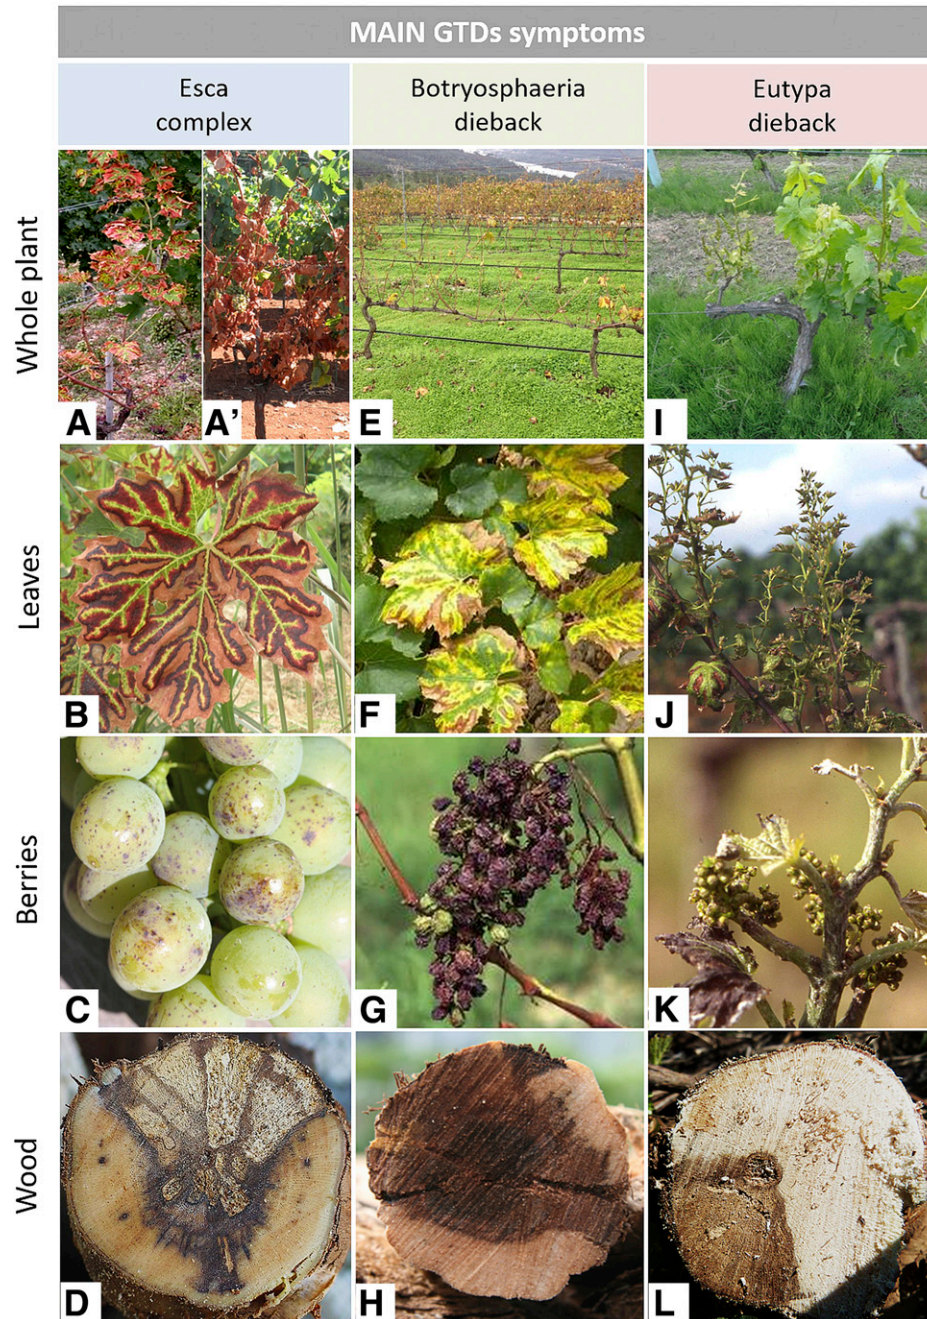 MAIN GTDs symptoms
Esca
complex
Botryosphaeria
dieback
Eutypa
dieback
Whole plant
A
A’
E
I
Leaves
B
F
J
Berries
C
G
K
Wood
D
H
L